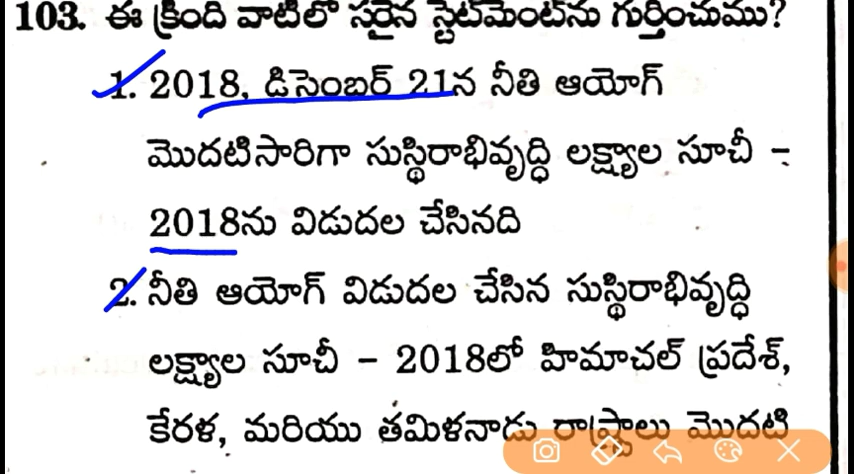 103. ఈ క్రింది వాటిలో సరైన స్టేట్‌మెంట్‌ను గుర్తించుము?
1. 2018, డిసెంబర్ 21న నీతి ఆయోగ్
మొదటిసారిగా సుస్థిరాభివృద్ధి లక్ష్యాల సూచీ -
2018ను విడుదల చేసినది
2. నీతి ఆయోగ్ విడుదల చేసిన సుస్థిరాభివృద్ధి
లక్ష్యాల సూచీ - 2018లో హిమాచల్ ప్రదేశ్,
కేరళ, మరియు తమిళనాడు రాష్ట్రాలు మొదటి